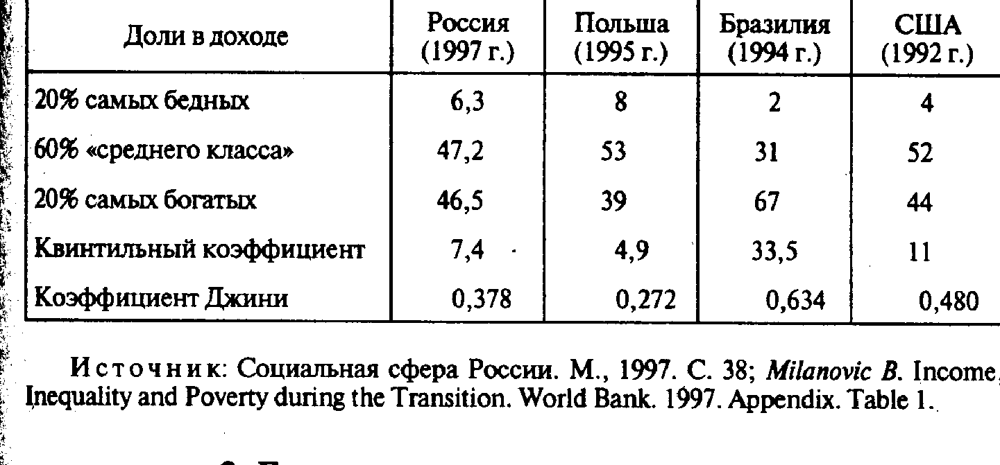 Доли в доходе Россия (1997 г.) Польша (1995 г.) Бразилия (1994 г.) США (1992 г.)
20% самых бедных 6,3 8 2 4
60% «среднего класса» 47,2 53 31 52
20% самых богатых 46,5 39 67 44
Квинтильный коэффициент 7,4 4,9 33,5 11
Коэффициент Джини 0,378 0,272 0,634 0,480
Источник: Социальная сфера России. М., 1997. С. 38; Milanovic B. Income,
Inequality and Poverty during the Transition. World Bank. 1997. Appendix. Table 1.